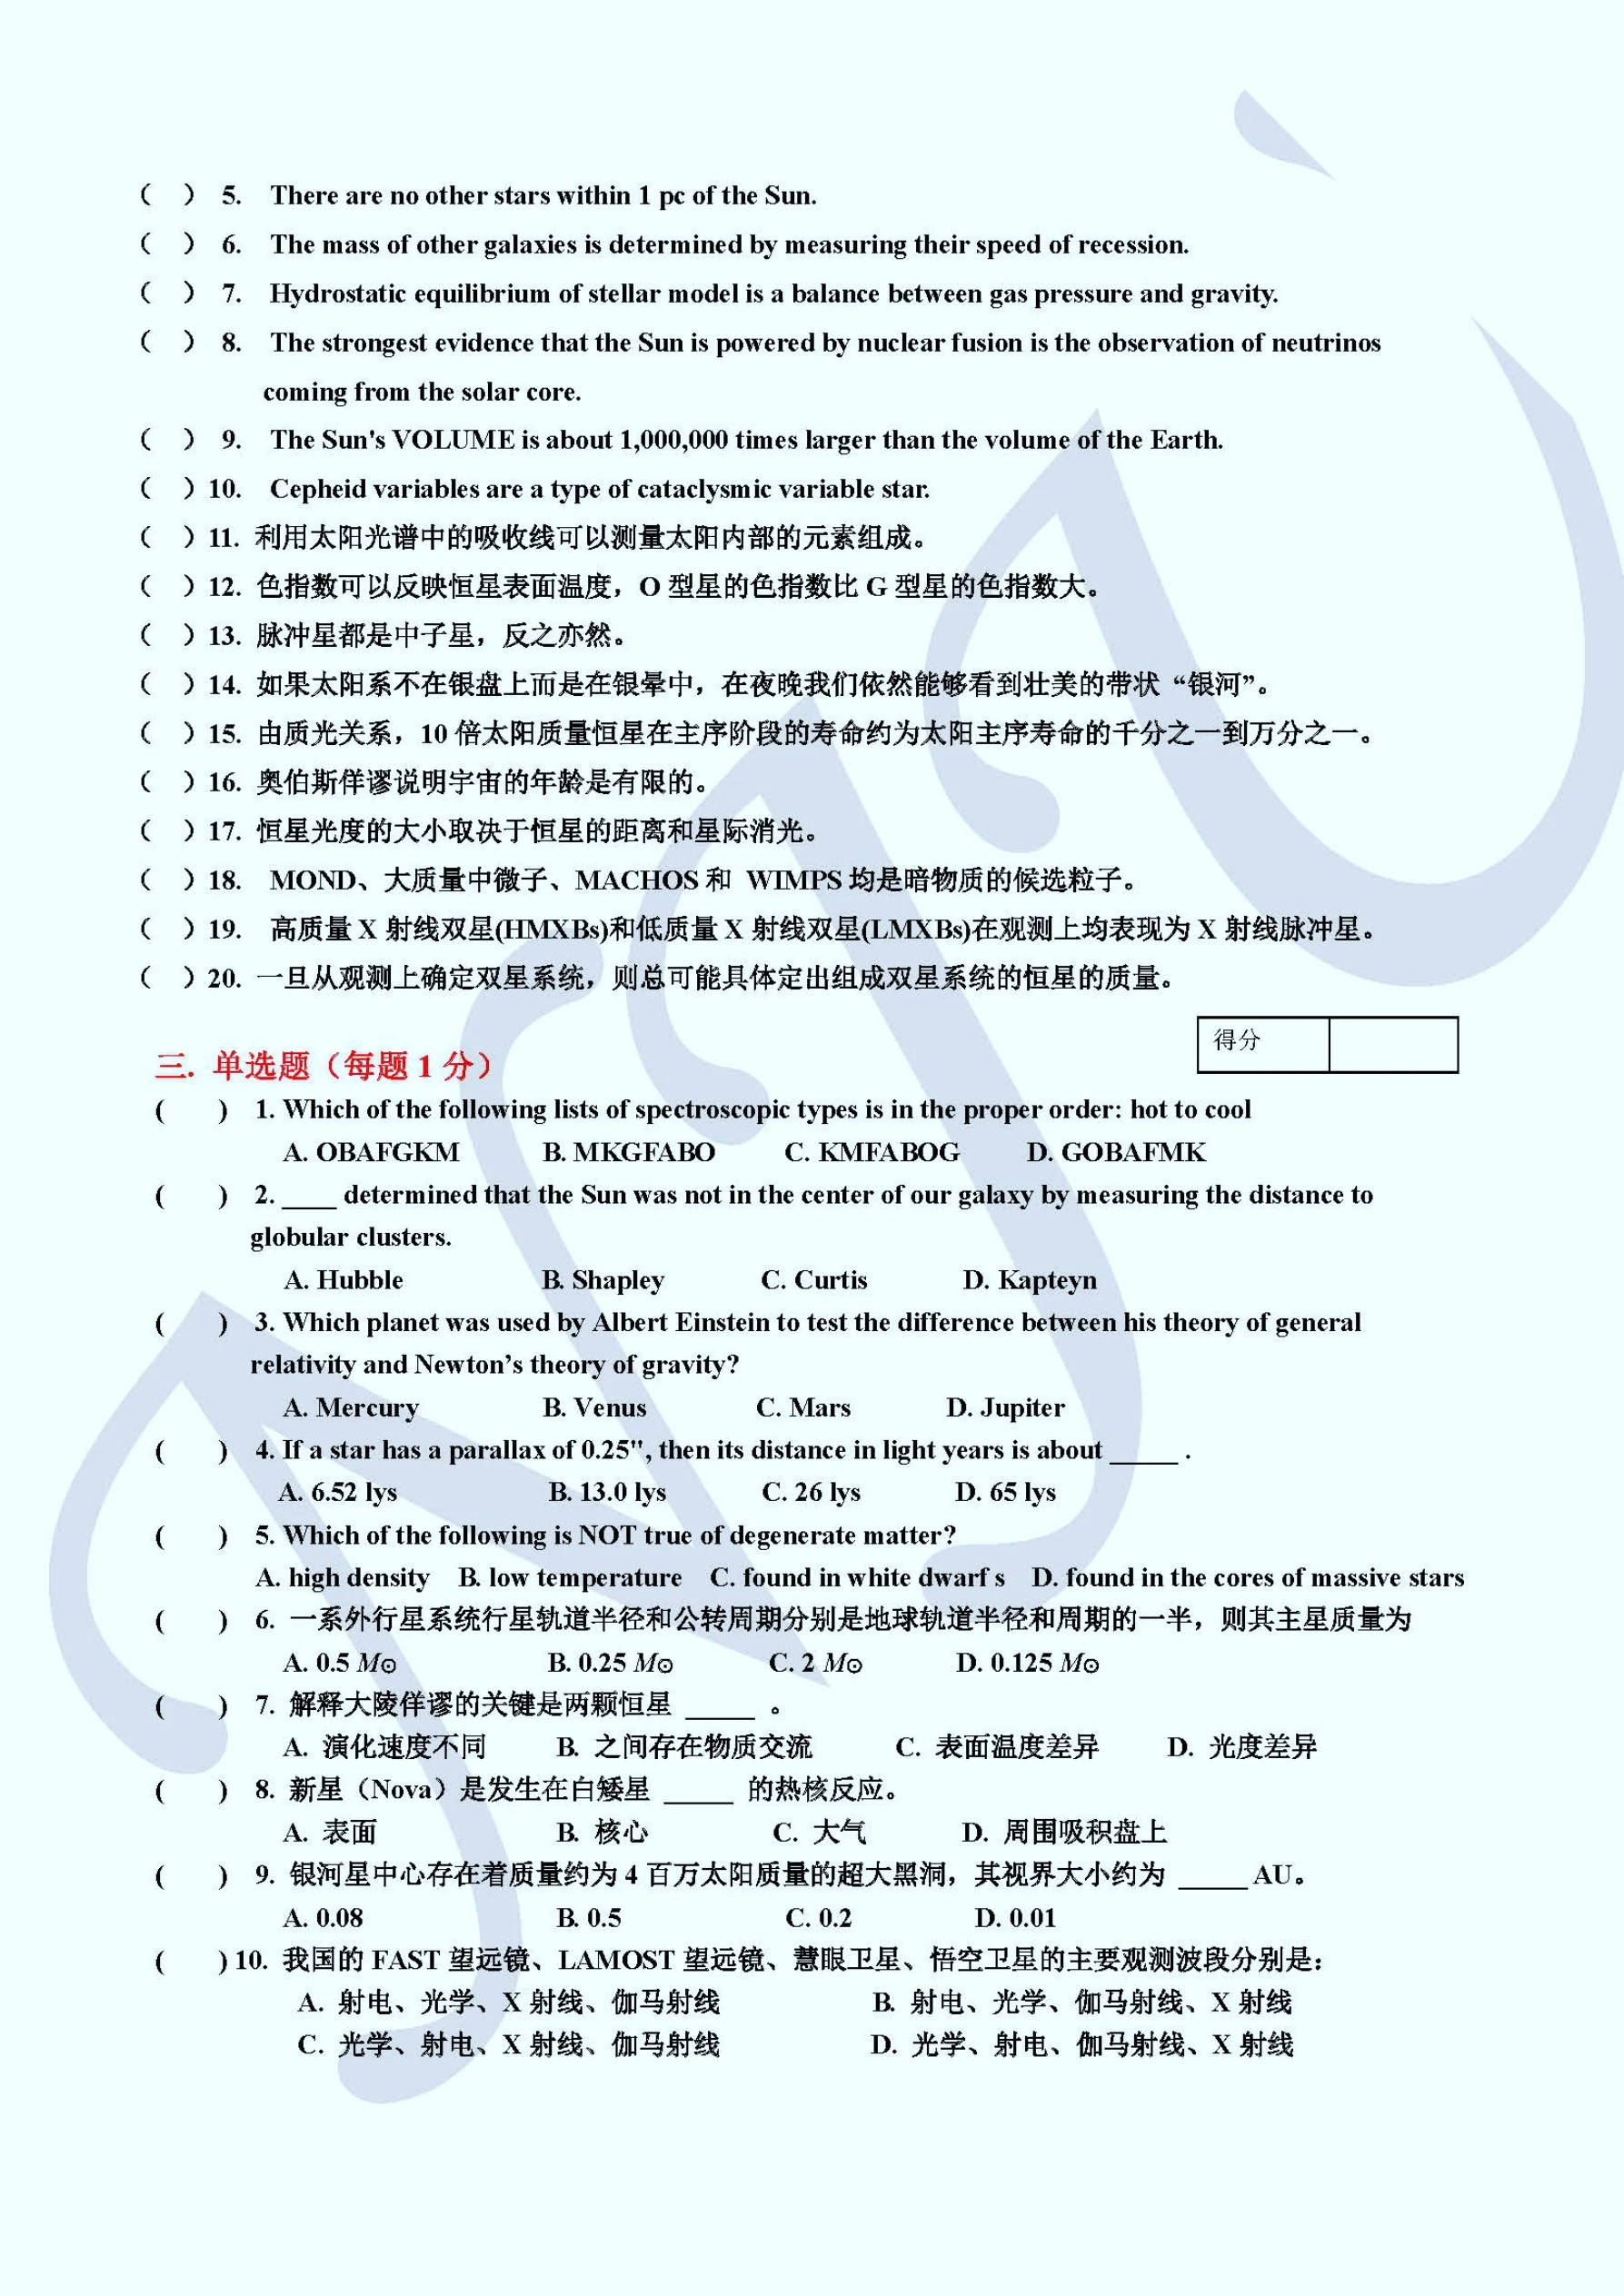 ( ) 5. There are no other stars within 1 pc of the Sun.
( ) 6. The mass of other galaxies is determined by measuring their speed of recession.
( ) 7. Hydrostatic equilibrium of stellar model is a balance between gas pressure and gravity.
( ) 8. The strongest evidence that the Sun is powered by nuclear fusion is the observation of neutrinos
coming from the solar core.
( ) 9. The Sun's VOLUME is about 1,000,000 times larger than the volume of the Earth.
( ) 10. Cepheid variables are a type of cataclysmic variable star.
( ) 11. 利用太阳光谱中的吸收线可以测量太阳内部的元素组成。
( ) 12. 色指数可以反映恒星表面温度，O 型星的色指数比 G 型星的色指数大。
( ) 13. 脉冲星都是中子星，反之亦然。
( ) 14. 如果太阳系不在银盘上而是在银晕中，在夜晚我们依然能够看到壮美的带状“银河”。
( ) 15. 由质光关系，10 倍太阳质量恒星在主序阶段的寿命约为太阳主序寿命的千分之一到万分之一。
( ) 16. 奥伯斯佯谬说明宇宙的年龄是有限的。
( ) 17. 恒星光度的大小取决于恒星的距离和星际消光。
( ) 18. MOND、大质量中微子、MACHOS 和 WIMPS 均是暗物质的候选粒子。
( ) 19. 高质量 X 射线双星(HMXBs)和低质量 X 射线双星(LMXBs)在观测上均表现为 X 射线脉冲星。
( ) 20. 一旦从观测上确定双星系统，则总可能具体定出组成双星系统的恒星的质量。
得分
三. 单选题（每题 1 分）
( ) 1. Which of the following lists of spectroscopic types is in the proper order: hot to cool
A. OBAFGKM B. MKGFABO C. KMFABOG D. GOBAFMK
( ) 2. ____ determined that the Sun was not in the center of our galaxy by measuring the distance to
globular clusters.
A. Hubble B. Shapley C. Curtis D. Kapteyn
( ) 3. Which planet was used by Albert Einstein to test the difference between his theory of general
relativity and Newton’s theory of gravity?
A. Mercury B. Venus C. Mars D. Jupiter
( ) 4. If a star has a parallax of 0.25", then its distance in light years is about _____ .
A. 6.52 lys B. 13.0 lys C. 26 lys D. 65 lys
( ) 5. Which of the following is NOT true of degenerate matter?
A. high density B. low temperature C. found in white dwarf s D. found in the cores of massive stars
( ) 6. 一系外行星系统行星轨道半径和公转周期分别是地球轨道半径和周期的一半，则其主星质量为
A. 0.5 M⊙ B. 0.25 M⊙ C. 2 M⊙ D. 0.125 M⊙
( ) 7. 解释大陵佯谬的关键是两颗恒星 _____ 。
A. 演化速度不同 B. 之间存在物质交流 C. 表面温度差异 D. 光度差异
( ) 8. 新星（Nova）是发生在白矮星 _____ 的热核反应。
A. 表面 B. 核心 C. 大气 D. 周围吸积盘上
( ) 9. 银河星中心存在着质量约为 4 百万太阳质量的超大黑洞，其视界大小约为 _____ AU。
A. 0.08 B. 0.5 C. 0.2 D. 0.01
( ) 10. 我国的 FAST 望远镜、LAMOST 望远镜、慧眼卫星、悟空卫星的主要观测波段分别是：
A. 射电、光学、X 射线、伽马射线 B. 射电、光学、伽马射线、X 射线
C. 光学、射电、X 射线、伽马射线 D. 光学、射电、伽马射线、X 射线